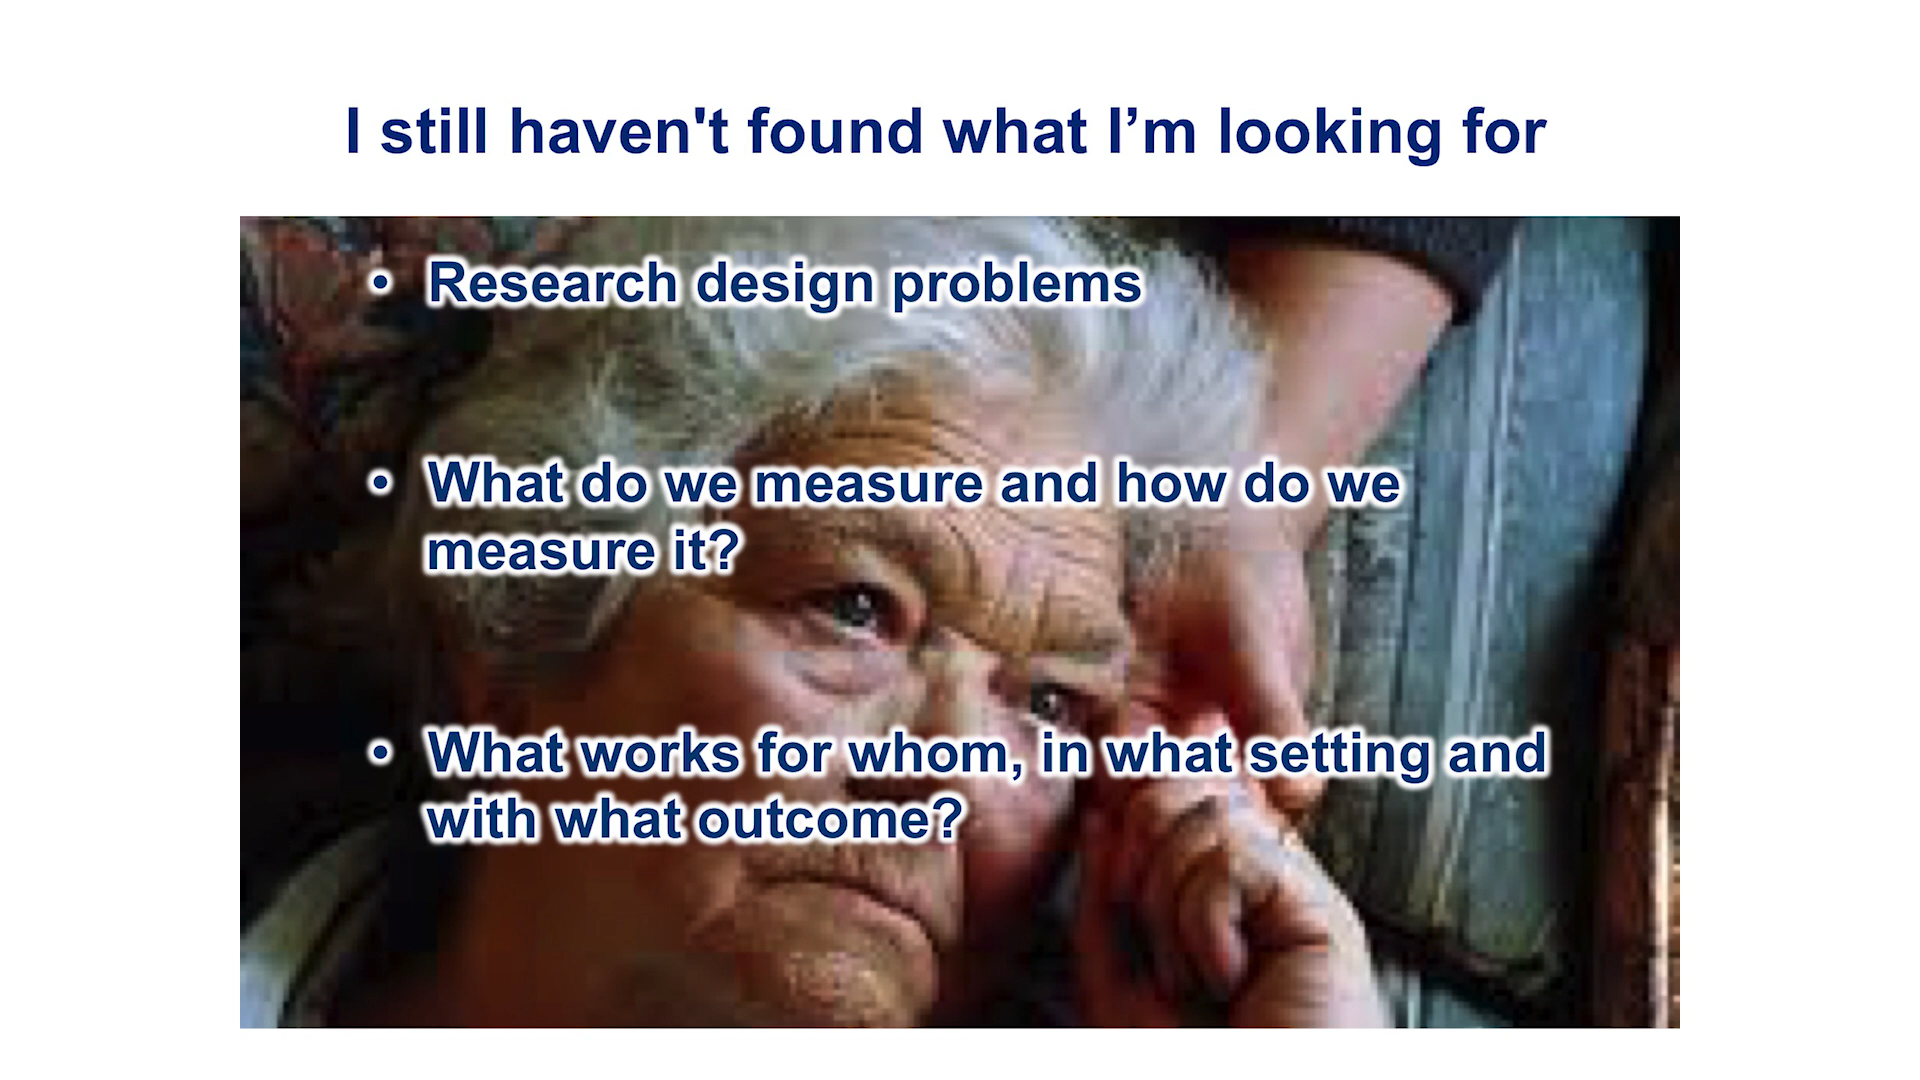 I still haven't found what I’m looking for
• Research design problems
• What do we measure and how do we
measure it?
• What works for whom, in what setting and
with what outcome?